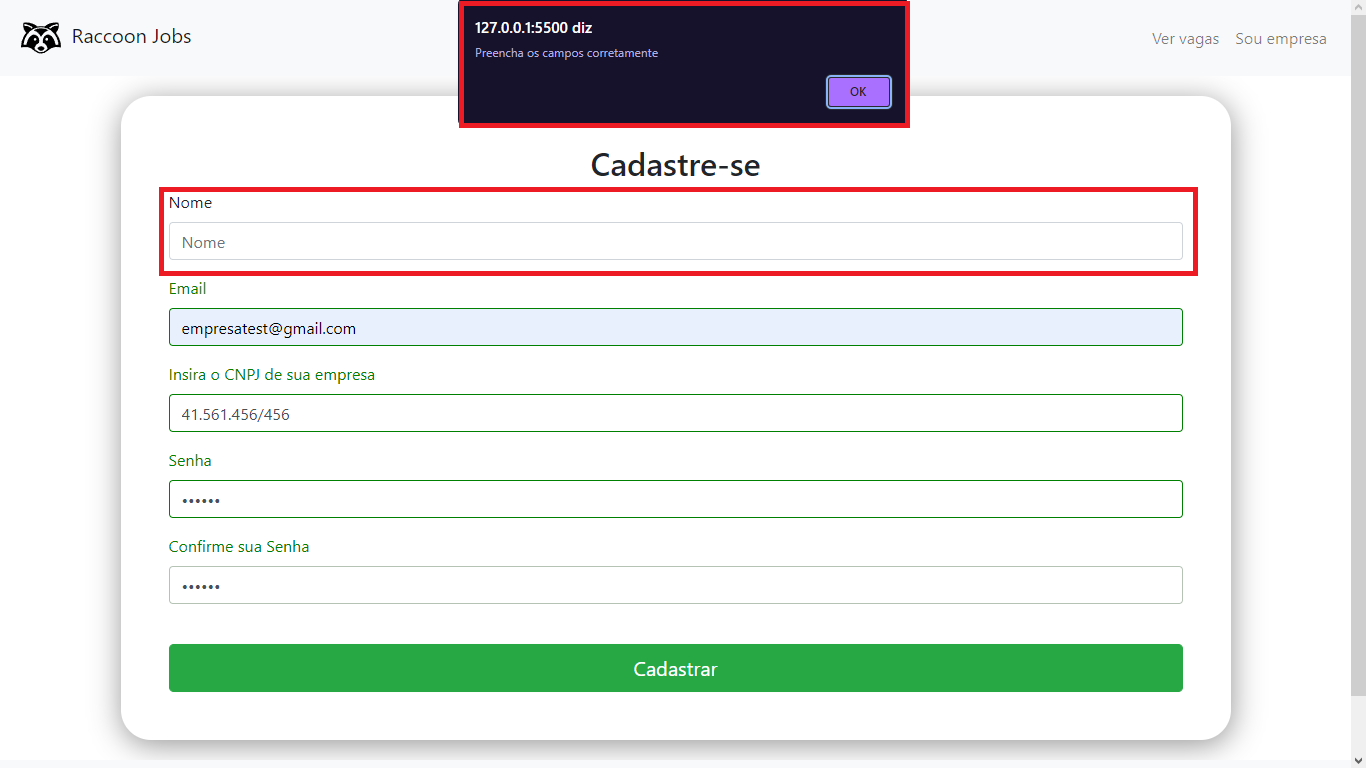 Raccoon Jobs
127.0.0.1:5500 diz
Preencha os campos corretamente
OK
Ver vagas Sou empresa
Cadastre-se
Nome
Nome
Email
empresatest@gmail.com
Insira o CNPJ de sua empresa
41.561.456/456
Senha
••••••
Confirme sua Senha
••••••
Cadastrar